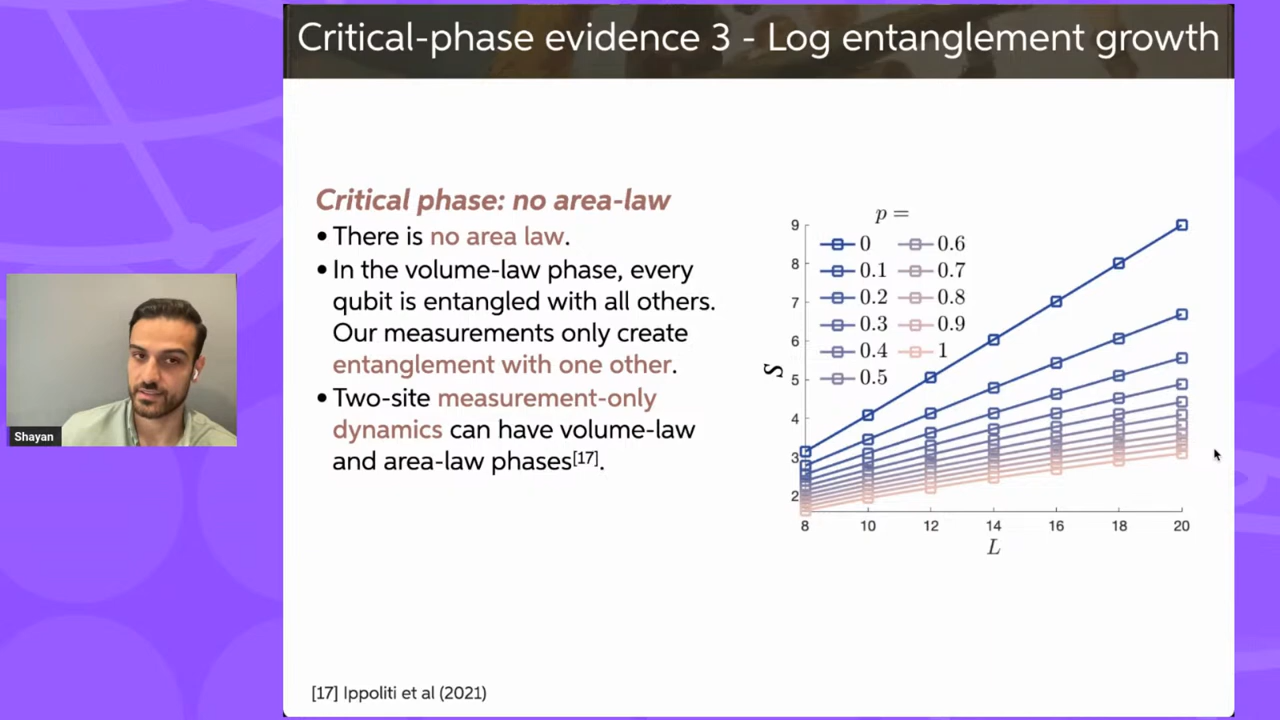 Critical-phase evidence 3 - Log entanglement growth
Critical phase: no area-law
• There is no area law.
• In the volume-law phase, every
qubit is entangled with all others.
Our measurements only create
entanglement with one other.
• Two-site measurement-only
dynamics can have volume-law
and area-law phases[17].
p =
0 0.6
0.1 0.7
0.2 0.8
0.3 0.9
0.4 1
0.5
9
8
7
6
5
4
3
2
S
8 10 12 14 16 18 20
L
Shayan
[17] Ippoliti et al (2021)